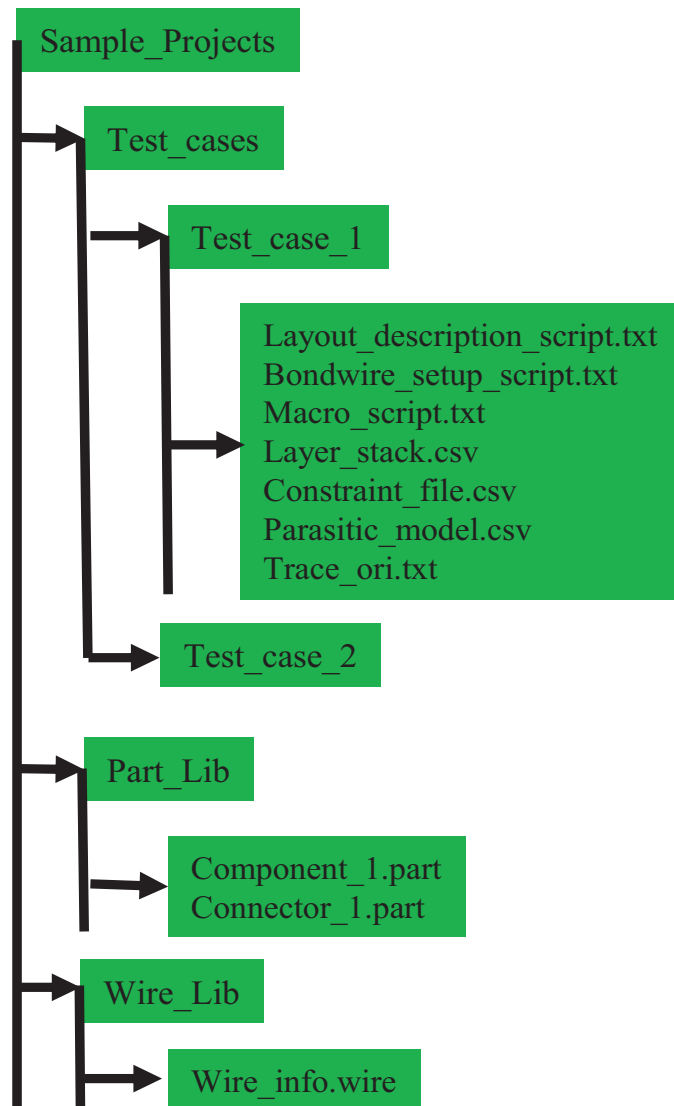 Sample_Projects
Test_cases
Test_case_1
Layout_description_script.txt
Bondwire_setup_script.txt
Macro_script.txt
Layer_stack.csv
Constraint_file.csv
Parasitic_model.csv
Trace_ori.txt
Test_case_2
Part_Lib
Component_1.part
Connector_1.part
Wire_Lib
Wire_info.wire